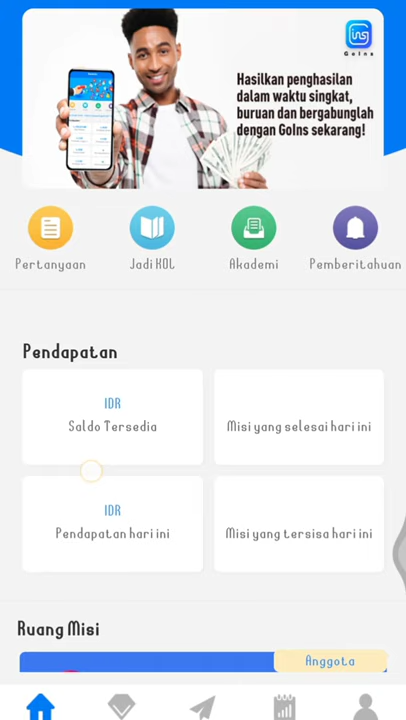 GoIns
Hasilkan penghasilan
dalam waktu singkat,
buruan dan bergabunglah
dengan GoIns sekarang!
Pertanyaan
Jadi KOL
Akademi
Pemberitahuan
Pendapatan
IDR
Saldo Tersedia
Misi yang selesai hari ini
IDR
Pendapatan hari ini
Misi yang tersisa hari ini
Ruang Misi
Anggota